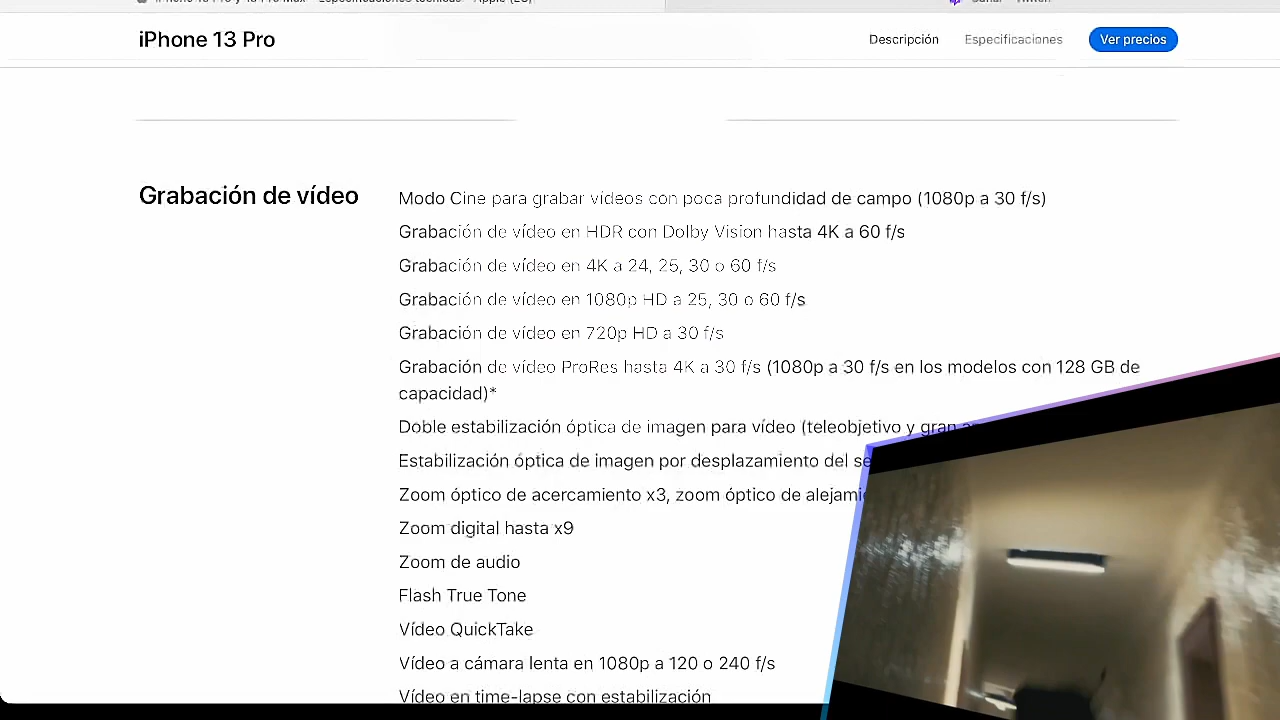 iPhone 13 Pro
Descripción
Especificaciones
Ver precios
Grabación de vídeo
Modo Cine para grabar vídeos con poca profundidad de campo (1080p a 30 f/s)
Grabación de vídeo en HDR con Dolby Vision hasta 4K a 60 f/s
Grabación de vídeo en 4K a 24, 25, 30 o 60 f/s
Grabación de vídeo en 1080p HD a 25, 30 o 60 f/s
Grabación de vídeo en 720p HD a 30 f/s
Grabación de vídeo ProRes hasta 4K a 30 f/s (1080p a 30 f/s en los modelos con 128 GB de
capacidad)*
Doble estabilización óptica de imagen para vídeo (teleobjetivo y gran
Estabilización óptica de imagen por desplazamiento del
Zoom óptico de acercamiento x3, zoom óptico de
Zoom digital hasta x9
Zoom de audio
Flash True Tone
Vídeo QuickTake
Vídeo a cámara lenta en 1080p a 120 o 240 f/s
Vídeo en time-lapse con estabilización